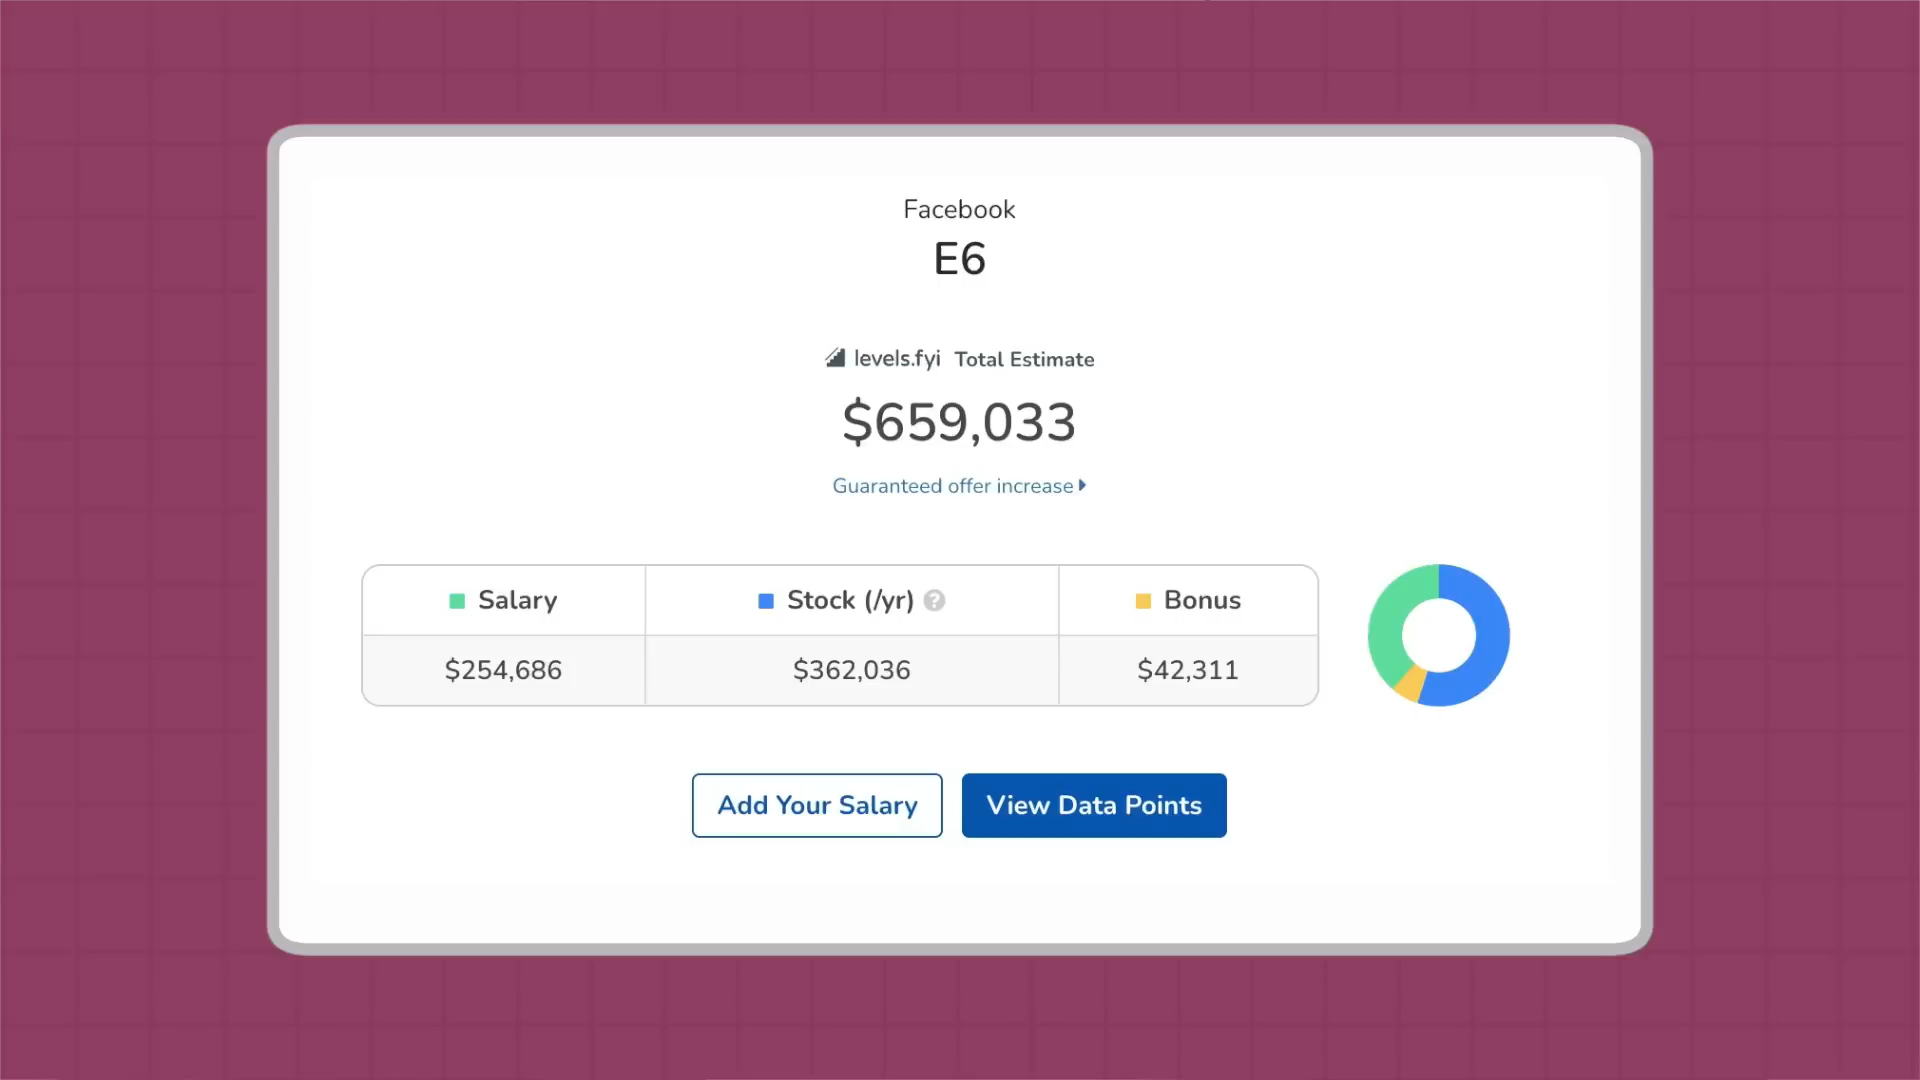 Facebook
E6
levels.fyi Total Estimate
$659,033
Guaranteed offer increase
Salary Stock (/yr) ? Bonus
$254,686 $362,036 $42,311
Add Your Salary View Data Points